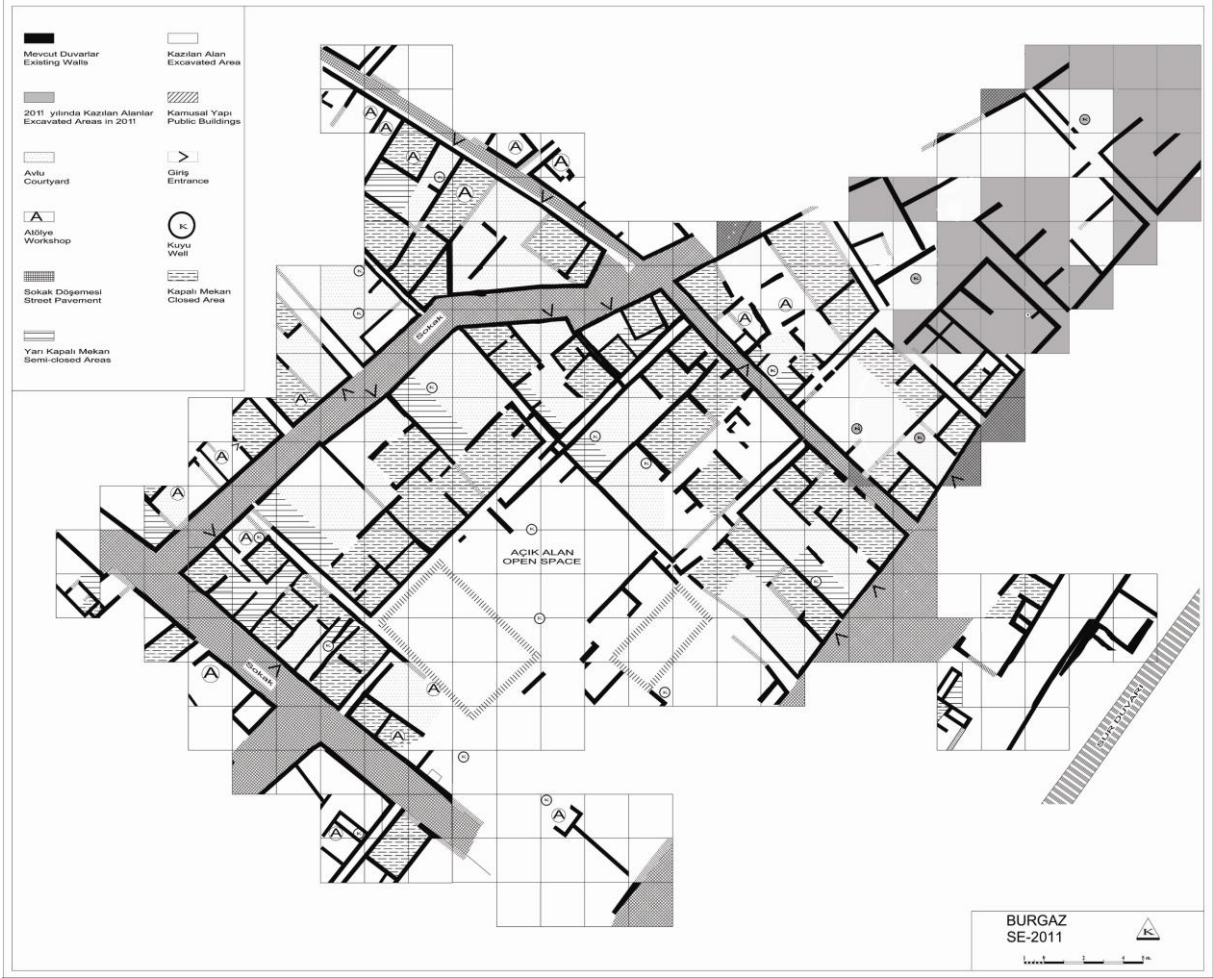 Mevcut Duvarlar
Existing Walls
Kazılan Alan
Excavated Area
2011 yılında Kazılan Alanlar
Excavated Areas in 2011
Kamusal Yapı
Public Buildings
Avlu
Courtyard
Giriş
Entrance
A
Atölye
Workshop
K
Kuyu
Well
Sokak Döşemesi
Street Pavement
Kapalı Mekan
Closed Area
Yarı Kapalı Mekan
Semi-closed Areas
Sokak
AÇIK ALAN
OPEN SPACE
Sokak
SUR DUVARI
BURGAZ
SE-2011
K